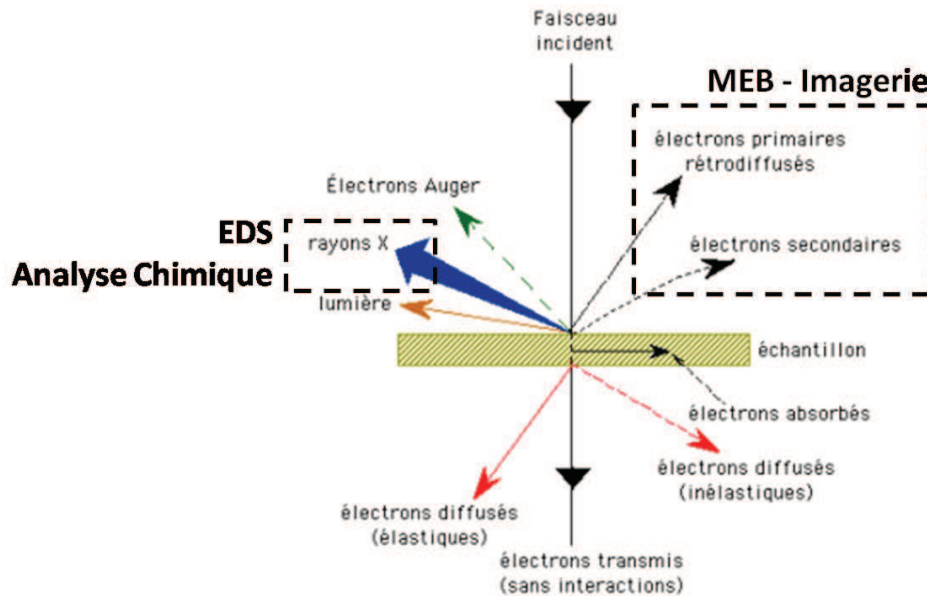 Faisceau
incident
MEB - Imagerie
électrons primaires
rétrodiffusés
Électrons Auger
EDS
Analyse Chimique
rayons X
électrons secondaires
lumière
échantillon
électrons absorbés
électrons diffusés
(inélastiques)
électrons diffusés
(élastiques)
électrons transmis
(sans interactions)